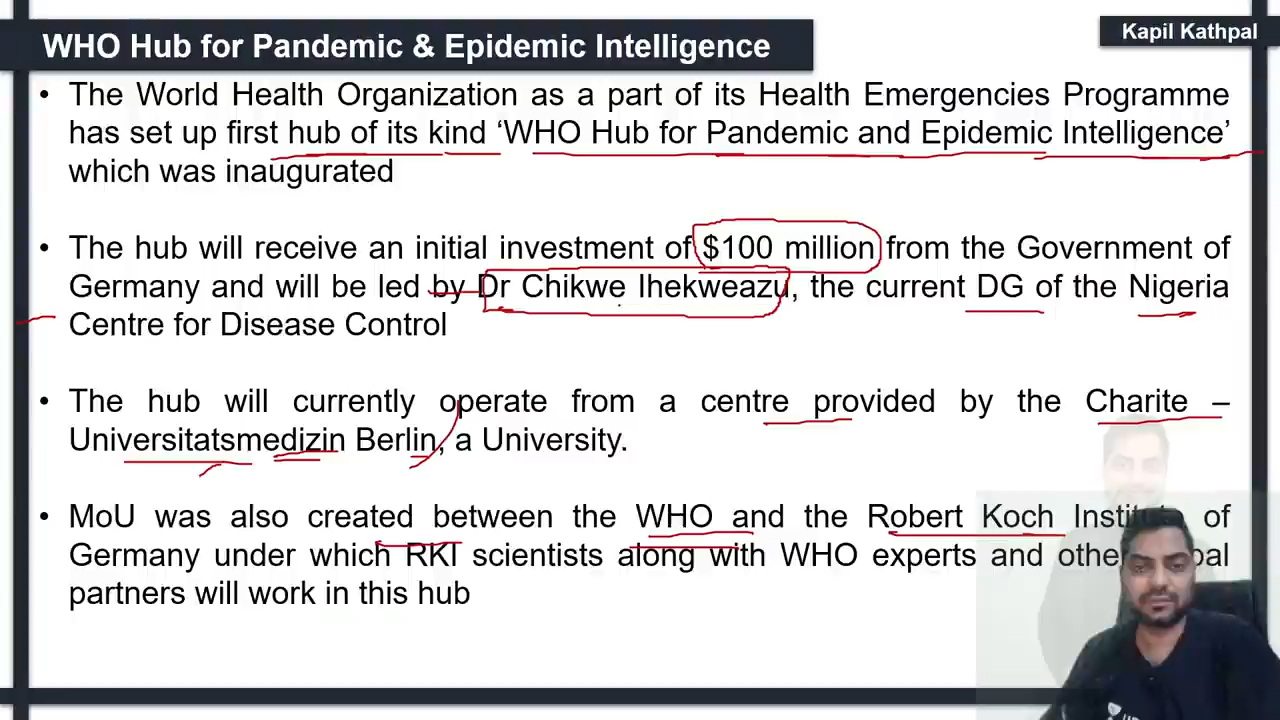 WHO Hub for Pandemic & Epidemic Intelligence
Kapil Kathpal
• The World Health Organization as a part of its Health Emergencies Programme
has set up first hub of its kind ‘WHO Hub for Pandemic and Epidemic Intelligence’
which was inaugurated
• The hub will receive an initial investment of $100 million from the Government of
Germany and will be led by Dr Chikwe Ihekweazu, the current DG of the Nigeria
Centre for Disease Control
• The hub will currently operate from a centre provided by the Charite –
Universitatsmedizin Berlin, a University.
• MoU was also created between the WHO and the Robert Koch Institute of
Germany under which RKI scientists along with WHO experts and other
partners will work in this hub